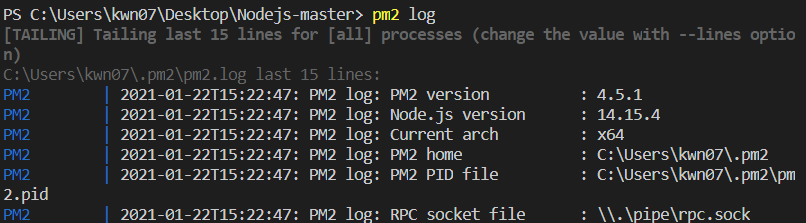 PS C:\Users\kwn07\Desktop\Nodejs-master> pm2 log
[TAILING] Tailing last 15 lines for [all] processes (change the value with --lines optio
n)
C:\Users\kwn07\.pm2\pm2.log last 15 lines:
PM2        | 2021-01-22T15:22:47: PM2 log: PM2 version          : 4.5.1
PM2        | 2021-01-22T15:22:47: PM2 log: Node.js version      : 14.15.4
PM2        | 2021-01-22T15:22:47: PM2 log: Current arch         : x64
PM2        | 2021-01-22T15:22:47: PM2 log: PM2 home             : C:\Users\kwn07\.pm2
PM2        | 2021-01-22T15:22:47: PM2 log: PM2 PID file         : C:\Users\kwn07\.pm2\pm
2.pid
PM2        | 2021-01-22T15:22:47: PM2 log: RPC socket file      : \\.\pipe\rpc.sock